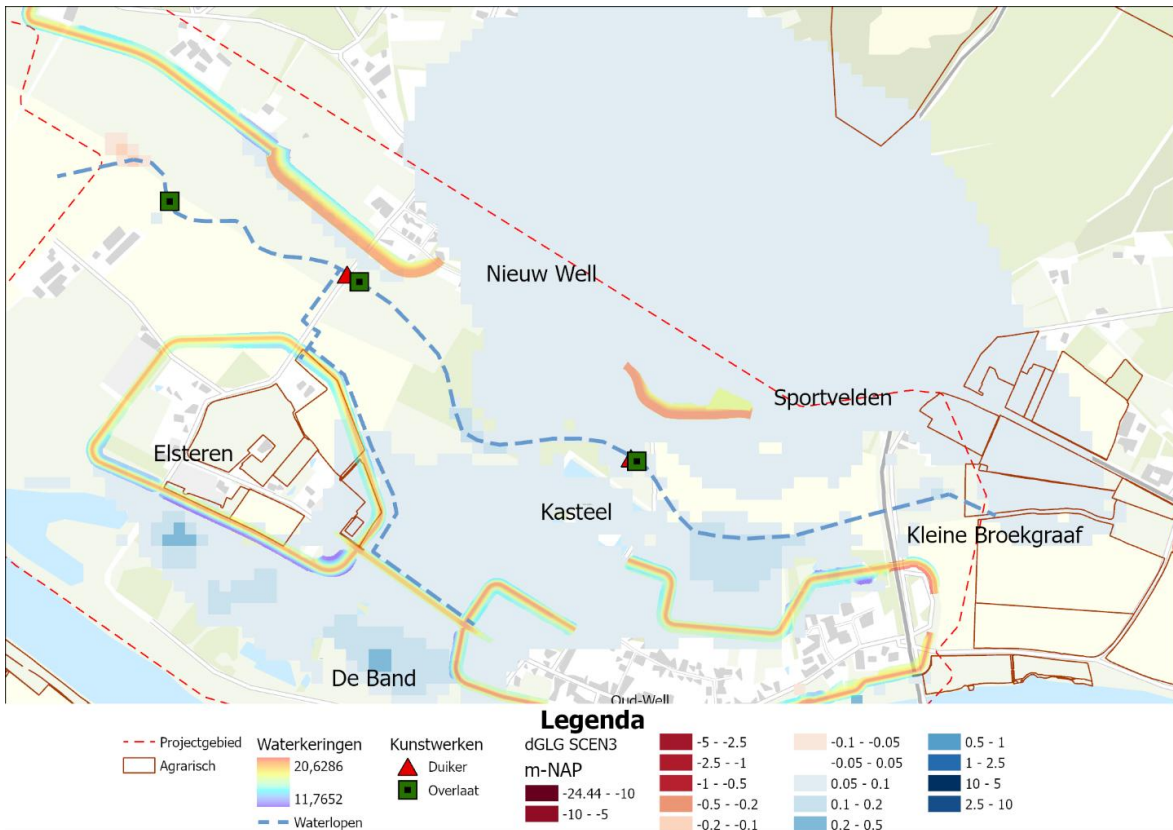 Nieuw Well
Sportvelden
Elsteren
Kasteel
Kleine Broekgraaf
De Band
Oud-Well
Legenda
Projectgebied
Agrarisch
Waterkeringen
20,6286
11,7652
Waterlopen
Kunstwerken
Duiker
Overlaat
dGLG SCEN3
m-NAP
-24.44 - -10
-10 - -5
-5 - -2.5
-2.5 - -1
-1 - -0.5
-0.5 - -0.2
-0.2 - -0.1
-0.1 - -0.05
-0.05 - 0.05
0.05 - 0.1
0.1 - 0.2
0.2 - 0.5
0.5 - 1
1 - 2.5
10 - 5
2.5 - 10